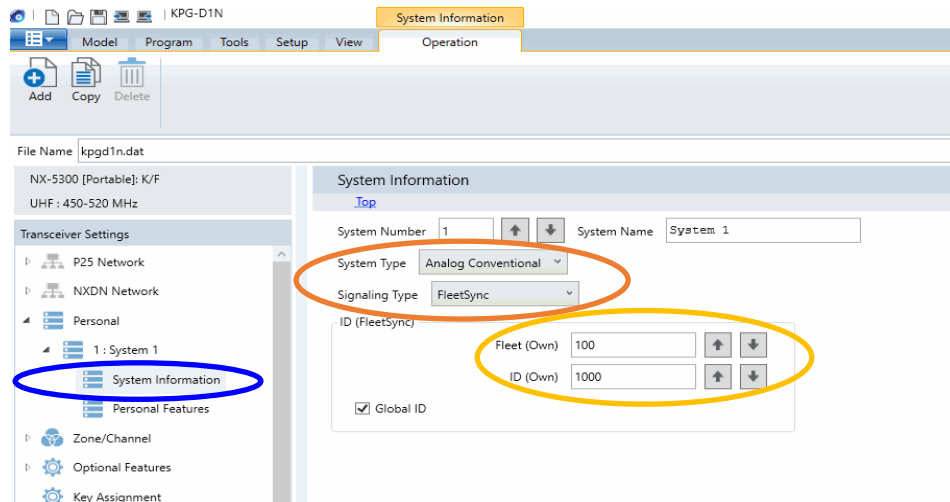 KPG-D1N
System Information
Model Program Tools Setup View Operation
Add Copy Delete
File Name kpgd1n.dat
NX-5300 [Portable]: K/F
UHF : 450-520 MHz
Transceiver Settings
P25 Network
NXDN Network
Personal
1 : System 1
System Information
Personal Features
Zone/Channel
Optional Features
Key Assignment
System Information
Top
System Number 1 System Name System 1
System Type Analog Conventional
Signaling Type FleetSync
ID (FleetSync)
Fleet (Own) 100
ID (Own) 1000
Global ID